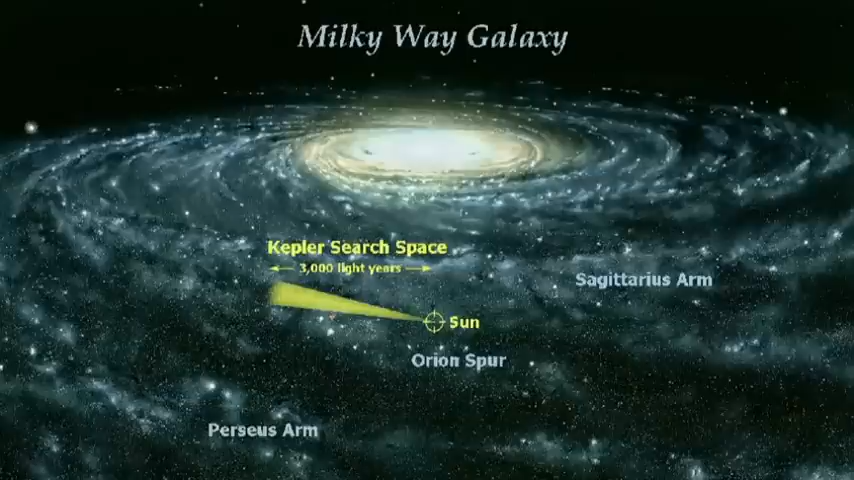 Milky Way Galaxy
Kepler Search Space
3,000 light years
Sagittarius Arm
Sun
Orion Spur
Perseus Arm